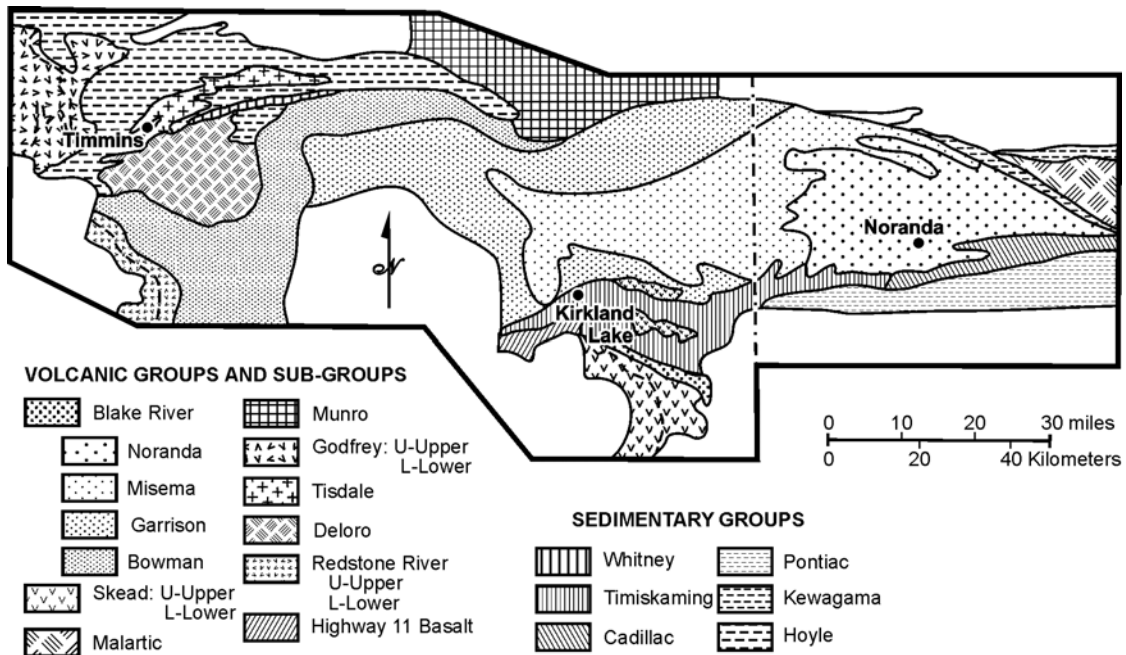 Timmins
Noranda
N
Kirkland
Lake
VOLCANIC GROUPS AND SUB-GROUPS
Blake River
Noranda
Misema
Garrison
Bowman
Skead: U-Upper
L-Lower
Malartic
Munro
Godfrey: U-Upper
L-Lower
Tisdale
Deloro
Redstone River
U-Upper
L-Lower
Highway 11 Basalt
0 10 20 30 miles
0 20 40 Kilometers
SEDIMENTARY GROUPS
Whitney
Timiskaming
Cadillac
Pontiac
Kewagama
Hoyle